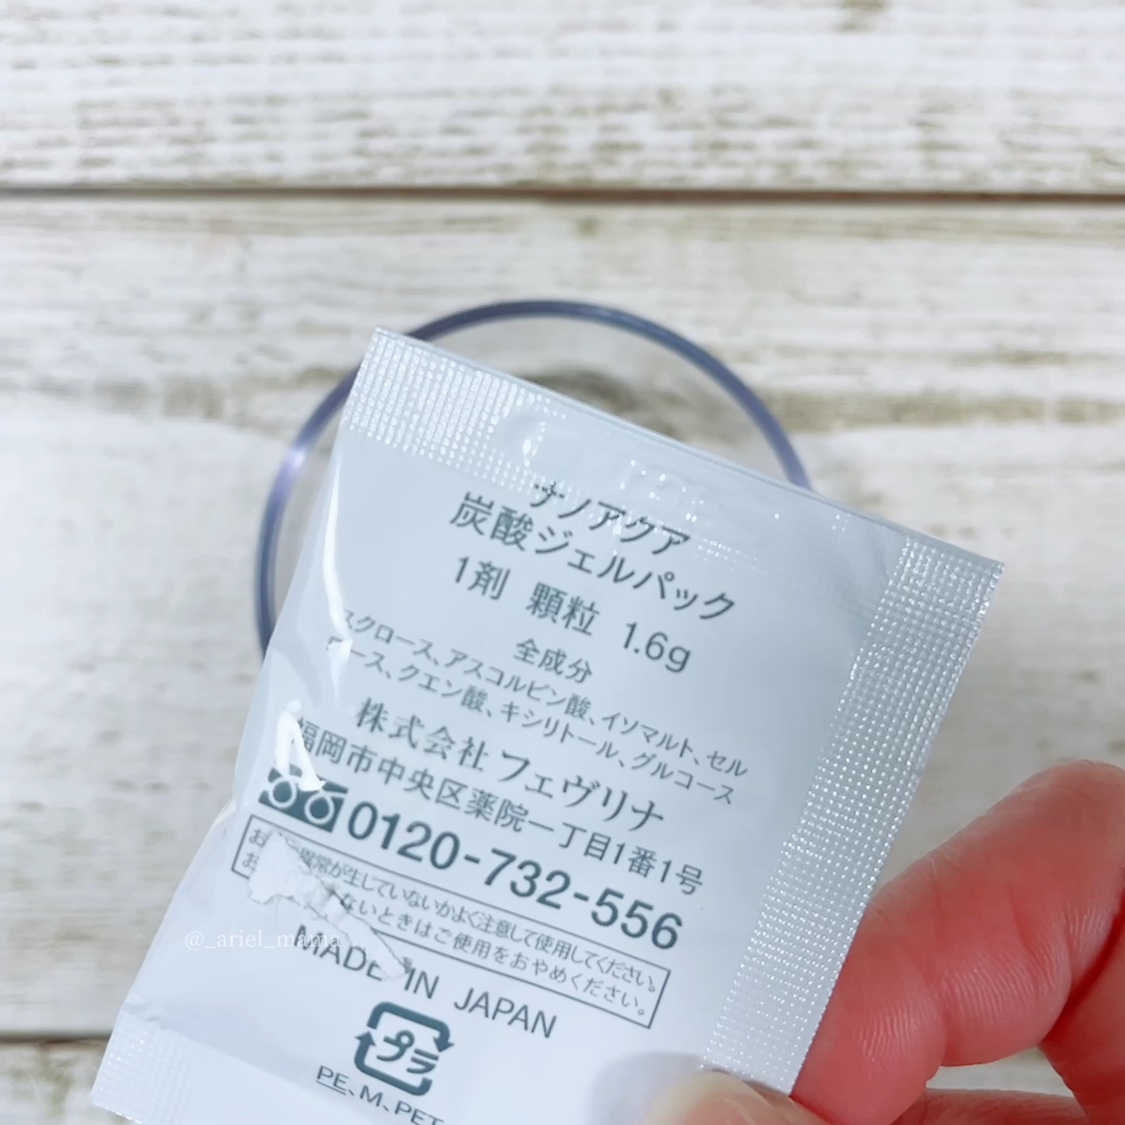 ナノアクア
炭酸ジェルパック
1剤 顆粒 1.6g
全成分
スクロース、アスコルビン酸、イソマルト、セル
ロース、クエン酸、キシリトール、グルコース
株式会社 フェヴリナ
福岡市中央区薬院一丁目1番1号
0120-732-556
異常が生じていないかよく注意して使用してください。
ないときはご使用をおやめください。
@_ariel_mama
MADE IN JAPAN
プラ
PE、M、PET